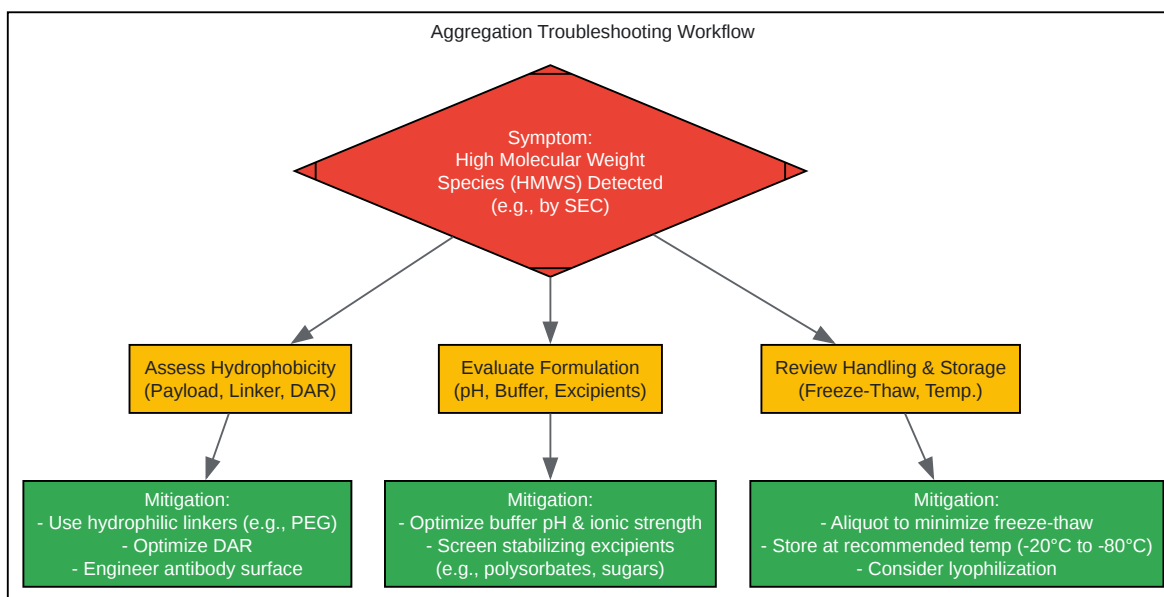 Aggregation Troubleshooting Workflow
Symptom:
High Molecular Weight
Species (HMWS) Detected
(e.g., by SEC)
Assess Hydrophobicity
(Payload, Linker, DAR)
Evaluate Formulation
(pH, Buffer, Excipients)
Review Handling & Storage
(Freeze-Thaw, Temp.)
Mitigation:
- Use hydrophilic linkers (e.g., PEG)
- Optimize DAR
- Engineer antibody surface
Mitigation:
- Optimize buffer pH & ionic strength
- Screen stabilizing excipients
(e.g., polysorbates, sugars)
Mitigation:
- Aliquot to minimize freeze-thaw
- Store at recommended temp (-20°C to -80°C)
- Consider lyophilization